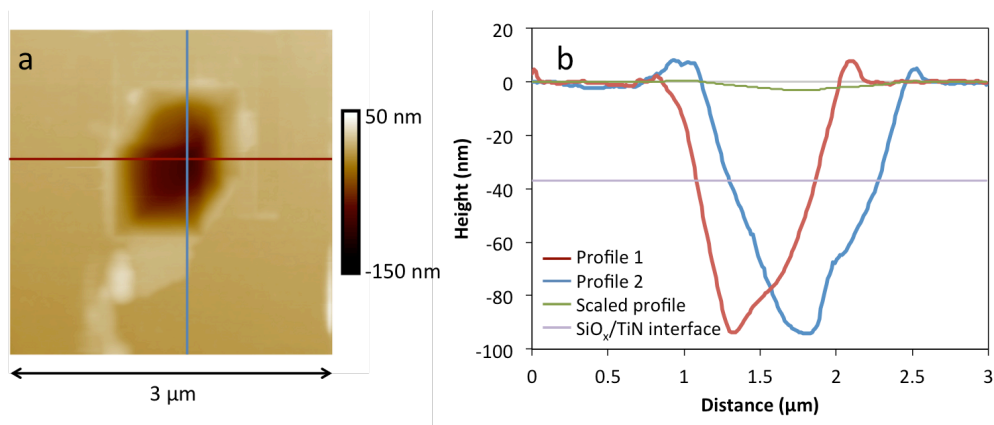 a
50 nm
-150 nm
3 µm
b
Height (nm)
20
0
-20
-40
-60
-80
-100
Profile 1
Profile 2
Scaled profile
SiOx/TiN interface
0 0.5 1 1.5 2 2.5 3
Distance (µm)